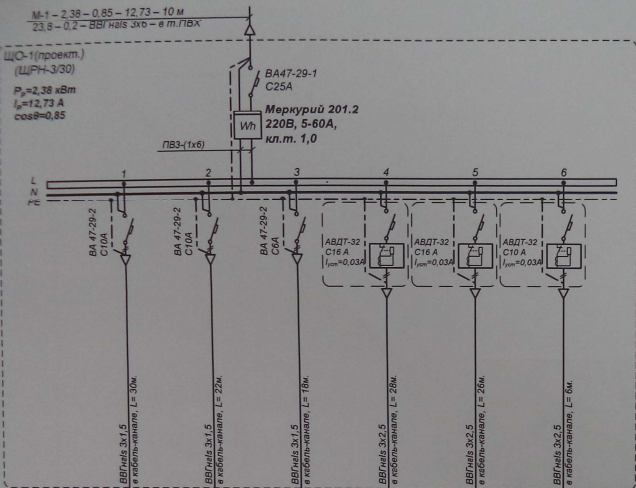 М-1 – 2,38 – 0,85 – 12,73 – 10 м
23,8 – 0,2 – ВВГнгls 3х6 – в т.ПВХ
ЩО-1(проект.)
(ЩРН-3/30)
Pр=2,38 кВт
Iр=12,73 А
cosθ=0,85
ВА47-29-1
С25А
Wh
Меркурий 201.2
220В, 5-60А,
кл.т. 1,0
ПВ3-(1х6)
L
N
PE
1
2
3
4
5
6
ВА 47-29-2
С10А
ВА 47-29-2
С10А
ВА 47-29-2
С6А
АВДТ-32
С16 А
Iуст=0,03А
АВДТ-32
С16 А
Iуст=0,03А
АВДТ-32
С10 А
Iуст=0,03А
ВВГнгls 3х1,5
в кабель-канале, L= 30м.
ВВГнгls 3х1,5
в кабель-канале, L= 22м.
ВВГнгls 3х1,5
в кабель-канале, L= 18м.
ВВГнгls 3х2,5
в кабель-канале, L= 28м.
ВВГнгls 3х2,5
в кабель-канале, L= 26м.
ВВГнгls 3х2,5
в кабель-канале, L= 6м.